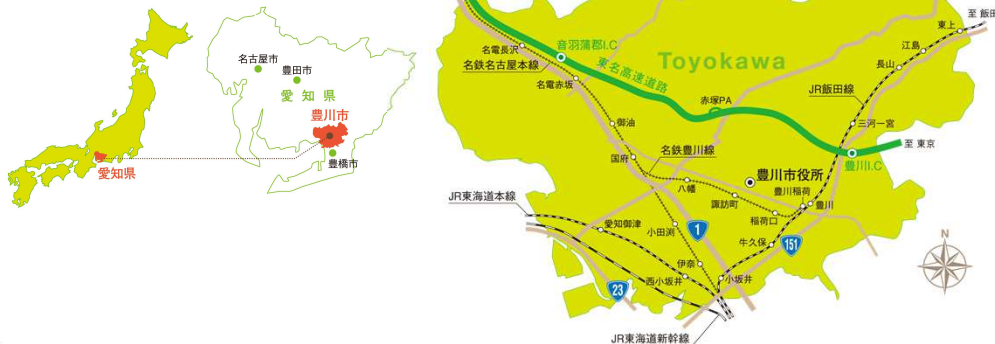 愛知県
名古屋市
豊田市
愛知県
豊川市
豊橋市
至 飯田
東上
江島
長山
JR飯田線
三河一宮
至 東京
豊川I.C
Toyokawa
音羽蒲郡I.C
東名高速道路
赤塚PA
名電長沢
名鉄名古屋本線
名電赤坂
御油
国府
名鉄豊川線
八幡
諏訪町
豊川市役所
豊川稲荷
豊川
稲荷口
牛久保
151
1
JR東海道本線
愛知御津
小田渕
伊奈
西小坂井
小坂井
23
JR東海道新幹線
N